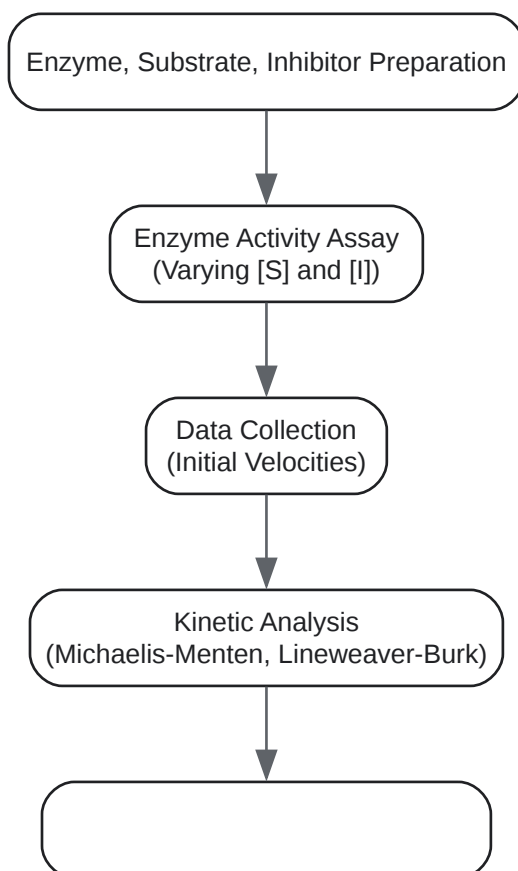 Enzyme, Substrate, Inhibitor Preparation
Enzyme Activity Assay
(Varying [S] and [I])
Data Collection
(Initial Velocities)
Kinetic Analysis
(Michaelis-Menten, Lineweaver-Burk)